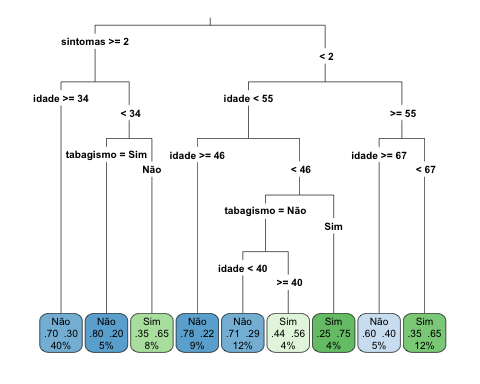 sintomas >= 2
< 2
idade >= 34
< 34
idade < 55
>= 55
tabagismo = Sim
Não
idade >= 46
< 46
idade >= 67
< 67
tabagismo = Não
Sim
idade < 40
>= 40
Não
.70 .30
40%
Não
.80 .20
5%
Sim
.35 .65
8%
Não
.78 .22
9%
Não
.71 .29
12%
Sim
.44 .56
4%
Sim
.25 .75
4%
Não
.60 .40
5%
Sim
.35 .65
12%